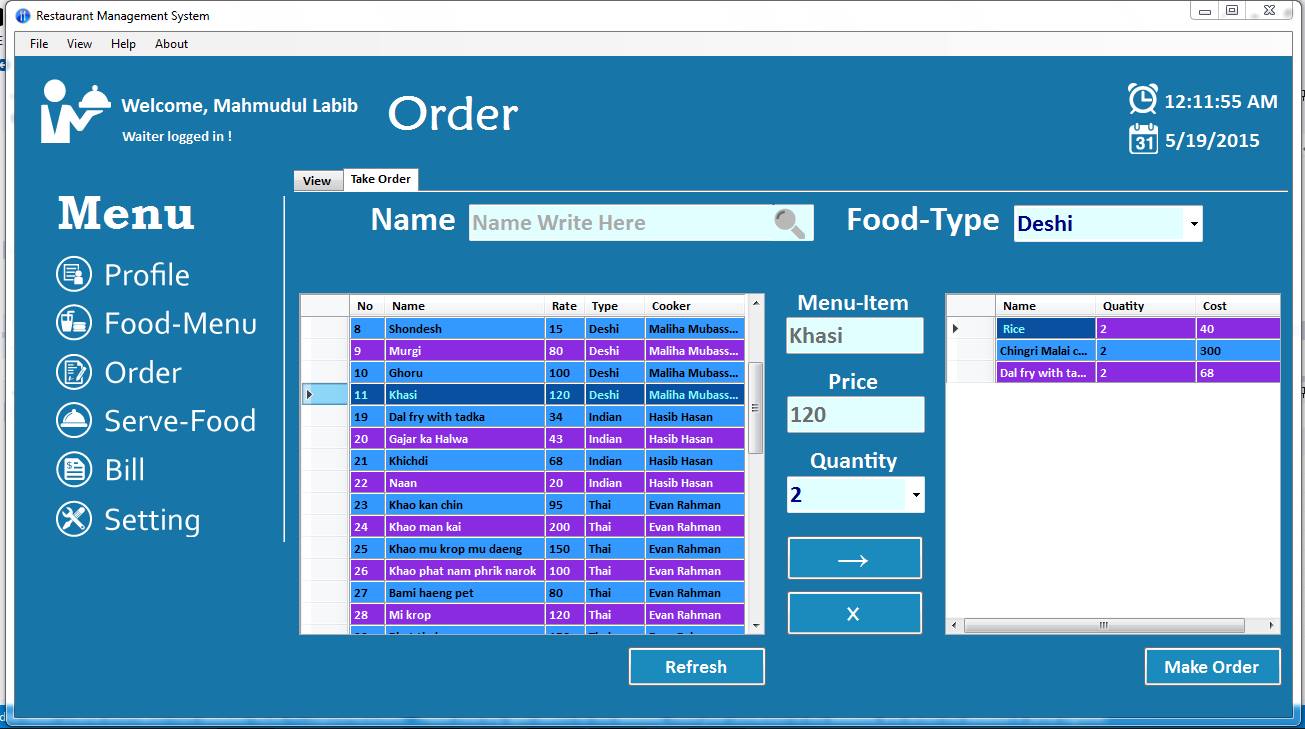 Restaurant Management System
File View Help About
Welcome, Mahmudul Labib
Waiter logged in !
Order
12:11:55 AM
31 5/19/2015
Menu
Profile
Food-Menu
Order
Serve-Food
Bill
Setting
View Take Order
Name Name Write Here Food-Type Deshi
No Name Rate Type Cooker
8 Shondesh 15 Deshi Maliha Mubass...
9 Murgi 80 Deshi Maliha Mubass...
10 Ghoru 100 Deshi Maliha Mubass...
11 Khasi 120 Deshi Maliha Mubass...
19 Dal fry with tadka 34 Indian Hasib Hasan
20 Gajar ka Halwa 43 Indian Hasib Hasan
21 Khichdi 68 Indian Hasib Hasan
22 Naan 20 Indian Hasib Hasan
23 Khao kan chin 95 Thai Evan Rahman
24 Khao man kai 200 Thai Evan Rahman
25 Khao mu krop mu daeng 150 Thai Evan Rahman
26 Khao phat nam phrik narok 100 Thai Evan Rahman
27 Bami haeng pet 80 Thai Evan Rahman
28 Mi krop 120 Thai Evan Rahman
Refresh
Menu-Item
Khasi
Price
120
Quantity
2
→
x
Name Quatity Cost
Rice 2 40
Chingri Malai c... 2 300
Dal fry with ta... 2 68
Make Order